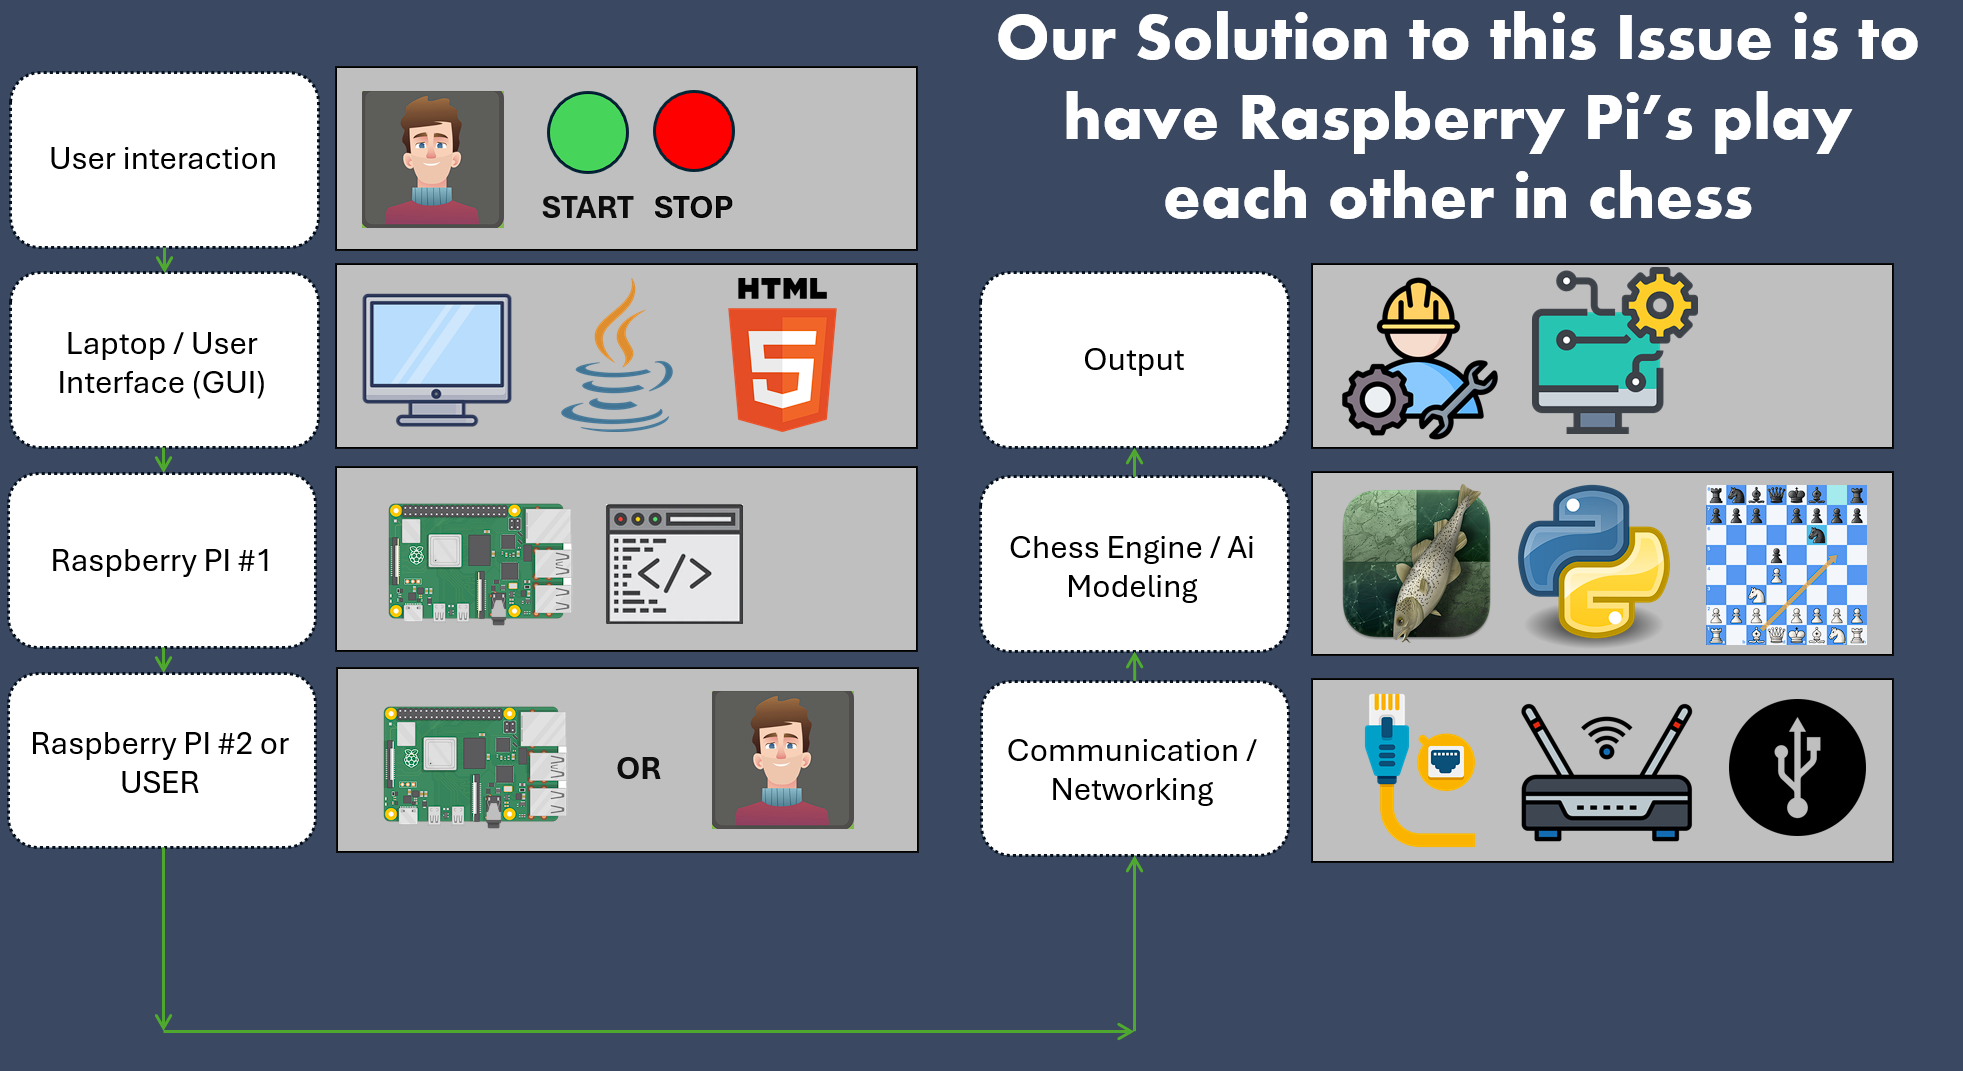 Our Solution to this Issue is to
have Raspberry Pi’s play
each other in chess
User interaction
START STOP
Laptop / User
Interface (GUI)
HTML
5
Raspberry PI #1
</>
Raspberry PI #2 or
USER
OR
Output
Chess Engine / Ai
Modeling
Communication /
Networking